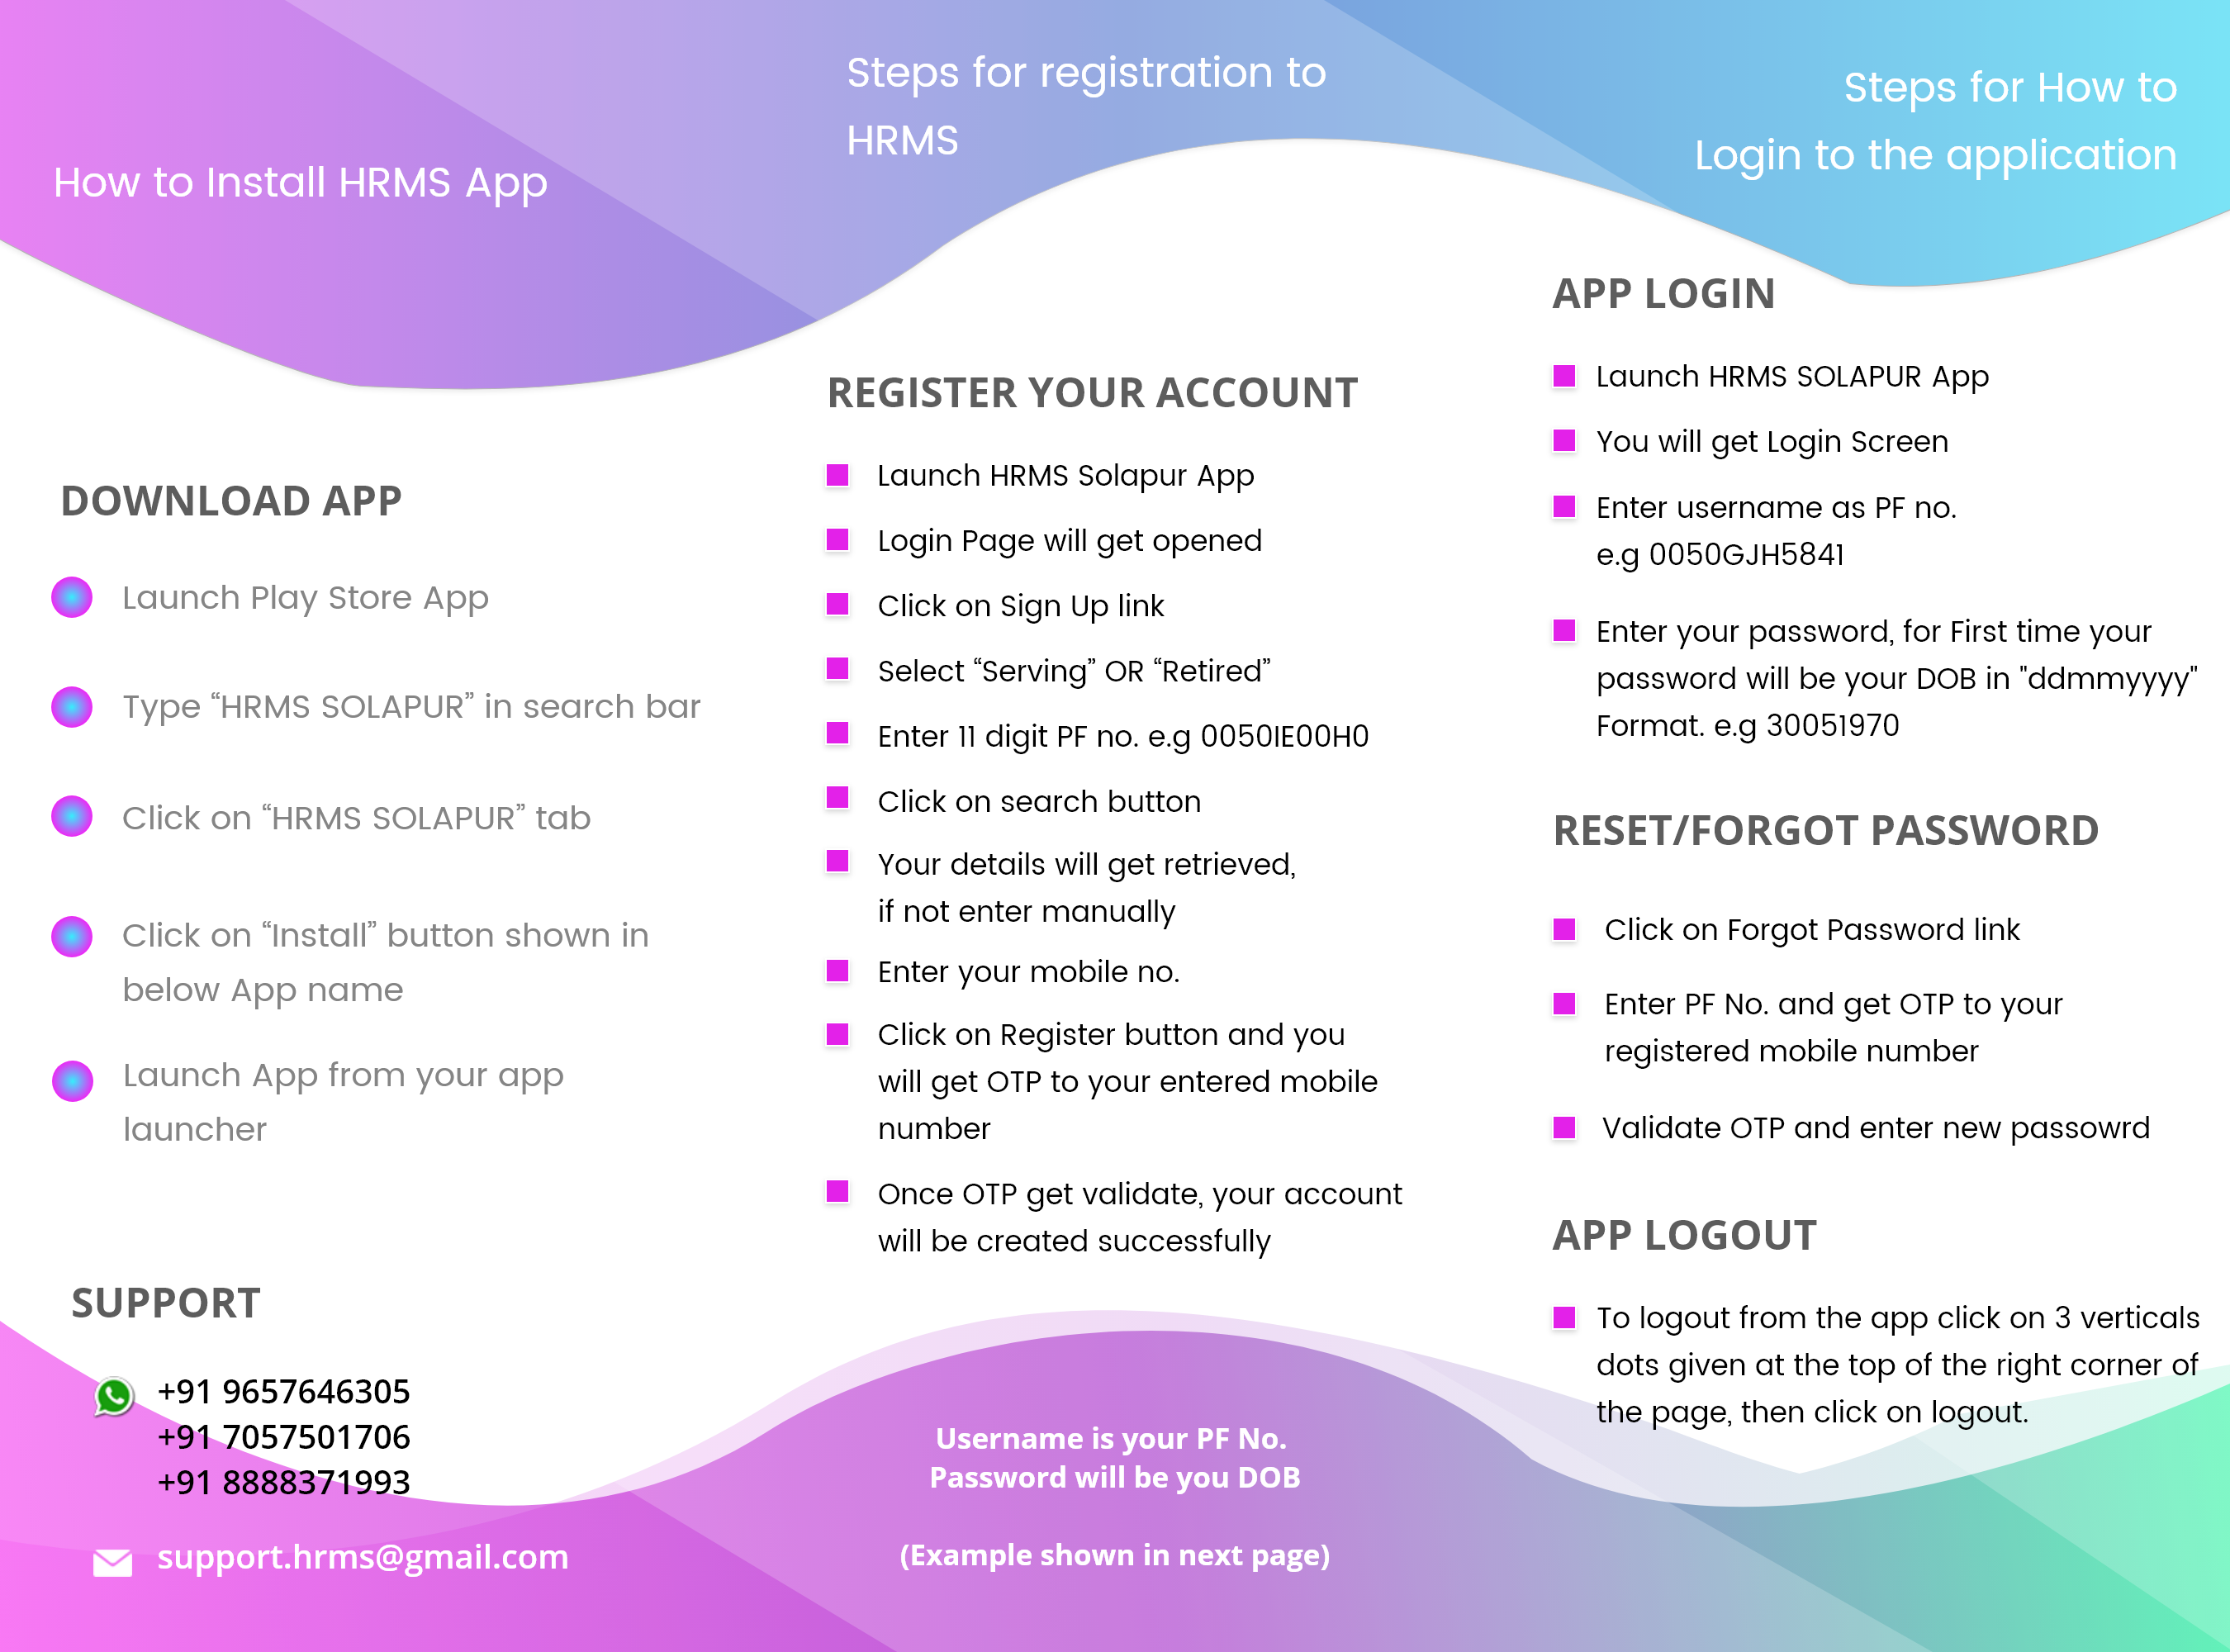 How to Install HRMS App
DOWNLOAD APP
Launch Play Store App
Type “HRMS SOLAPUR” in search bar
Click on “HRMS SOLAPUR” tab
Click on “Install” button shown in
below App name
Launch App from your app
launcher
SUPPORT
+91 9657646305
+91 7057501706
+91 8888371993
support.hrms@gmail.com
Steps for registration to
HRMS
REGISTER YOUR ACCOUNT
Launch HRMS Solapur App
Login Page will get opened
Click on Sign Up link
Select “Serving” OR “Retired”
Enter 11 digit PF no. e.g 0050IE00H0
Click on search button
Your details will get retrieved,
if not enter manually
Enter your mobile no.
Click on Register button and you
will get OTP to your entered mobile
number
Once OTP get validate, your account
will be created successfully
Username is your PF No.
Password will be you DOB
(Example shown in next page)
Steps for How to
Login to the application
APP LOGIN
Launch HRMS SOLAPUR App
You will get Login Screen
Enter username as PF no.
e.g 0050GJH5841
Enter your password, for First time your
password will be your DOB in "ddmmyyyy"
Format. e.g 30051970
RESET/FORGOT PASSWORD
Click on Forgot Password link
Enter PF No. and get OTP to your
registered mobile number
Validate OTP and enter new passowrd
APP LOGOUT
To logout from the app click on 3 verticals
dots given at the top of the right corner of
the page, then click on logout.